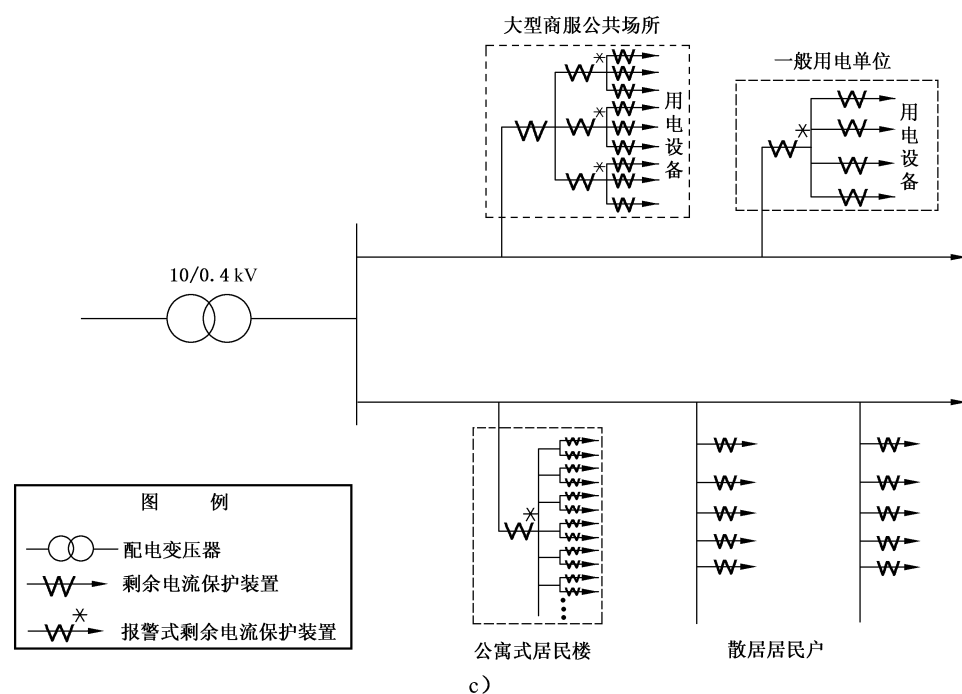 大型商服公共场所
一般用电单位
用电设备
用电设备
10/0.4 kV
图 例
配电变压器
剩余电流保护装置
报警式剩余电流保护装置
公寓式居民楼
散居居民户
c）